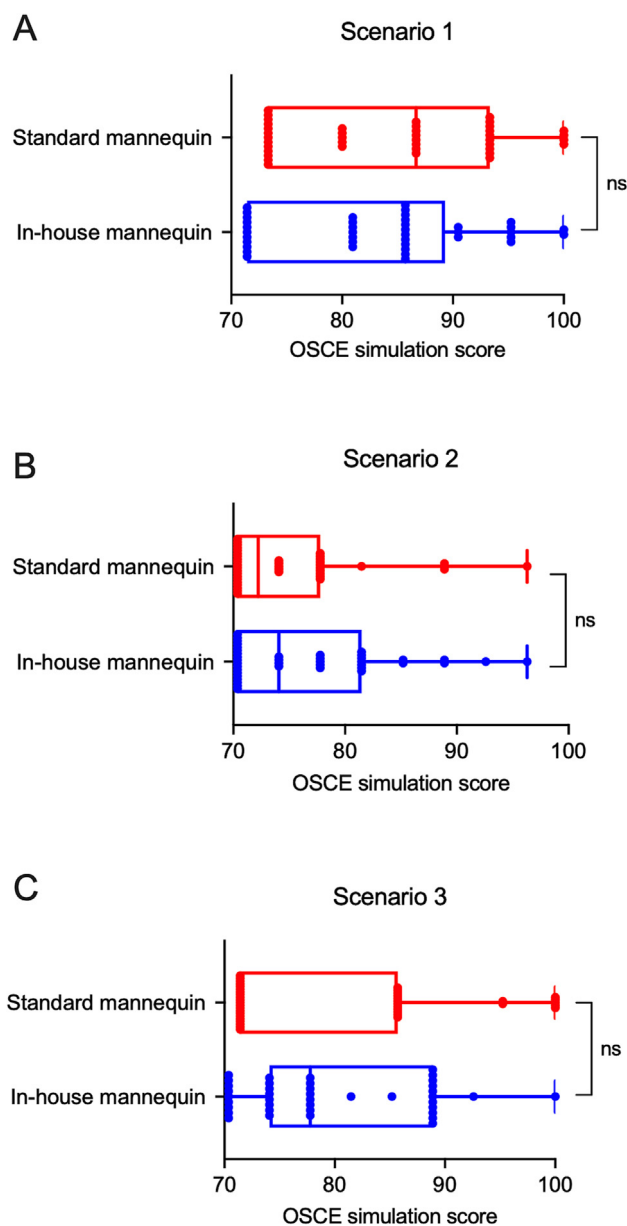 A
Scenario 1
Standard mannequin
ns
In-house mannequin
70 80 90 100
OSCE simulation score
B
Scenario 2
Standard mannequin
ns
In-house mannequin
70 80 90 100
OSCE simulation score
C
Scenario 3
Standard mannequin
ns
In-house mannequin
70 80 90 100
OSCE simulation score